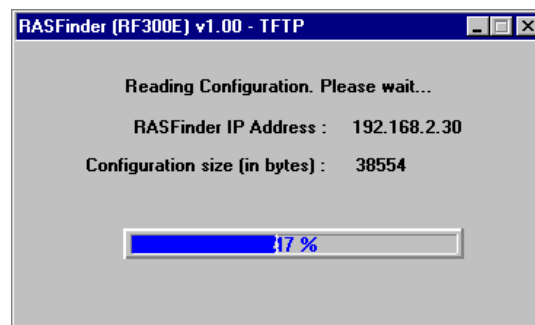 RASFinder (RF300E) v1.00 - TFTP
Reading Configuration. Please wait...
RASFinder IP Address : 192.168.2.30
Configuration size (in bytes) : 38554
47 %